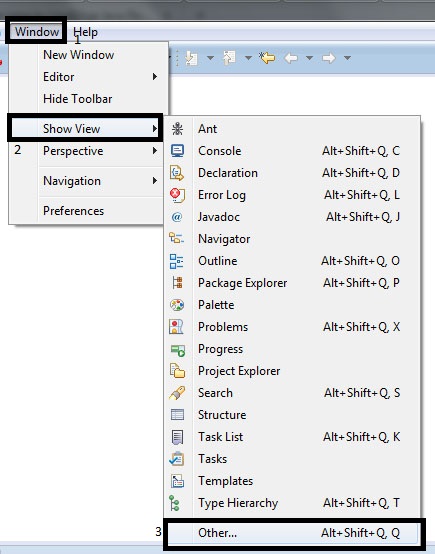 Window Help
1
New Window
Editor
Hide Toolbar
Show View
2 Perspective
Navigation
Preferences
Ant
Console Alt+Shift+Q, C
Declaration Alt+Shift+Q, D
Error Log Alt+Shift+Q, L
Javadoc Alt+Shift+Q, J
Navigator
Outline Alt+Shift+Q, O
Package Explorer Alt+Shift+Q, P
Palette
Problems Alt+Shift+Q, X
Progress
Project Explorer
Search Alt+Shift+Q, S
Structure
Task List Alt+Shift+Q, K
Tasks
Templates
Type Hierarchy Alt+Shift+Q, T
3 Other... Alt+Shift+Q, Q